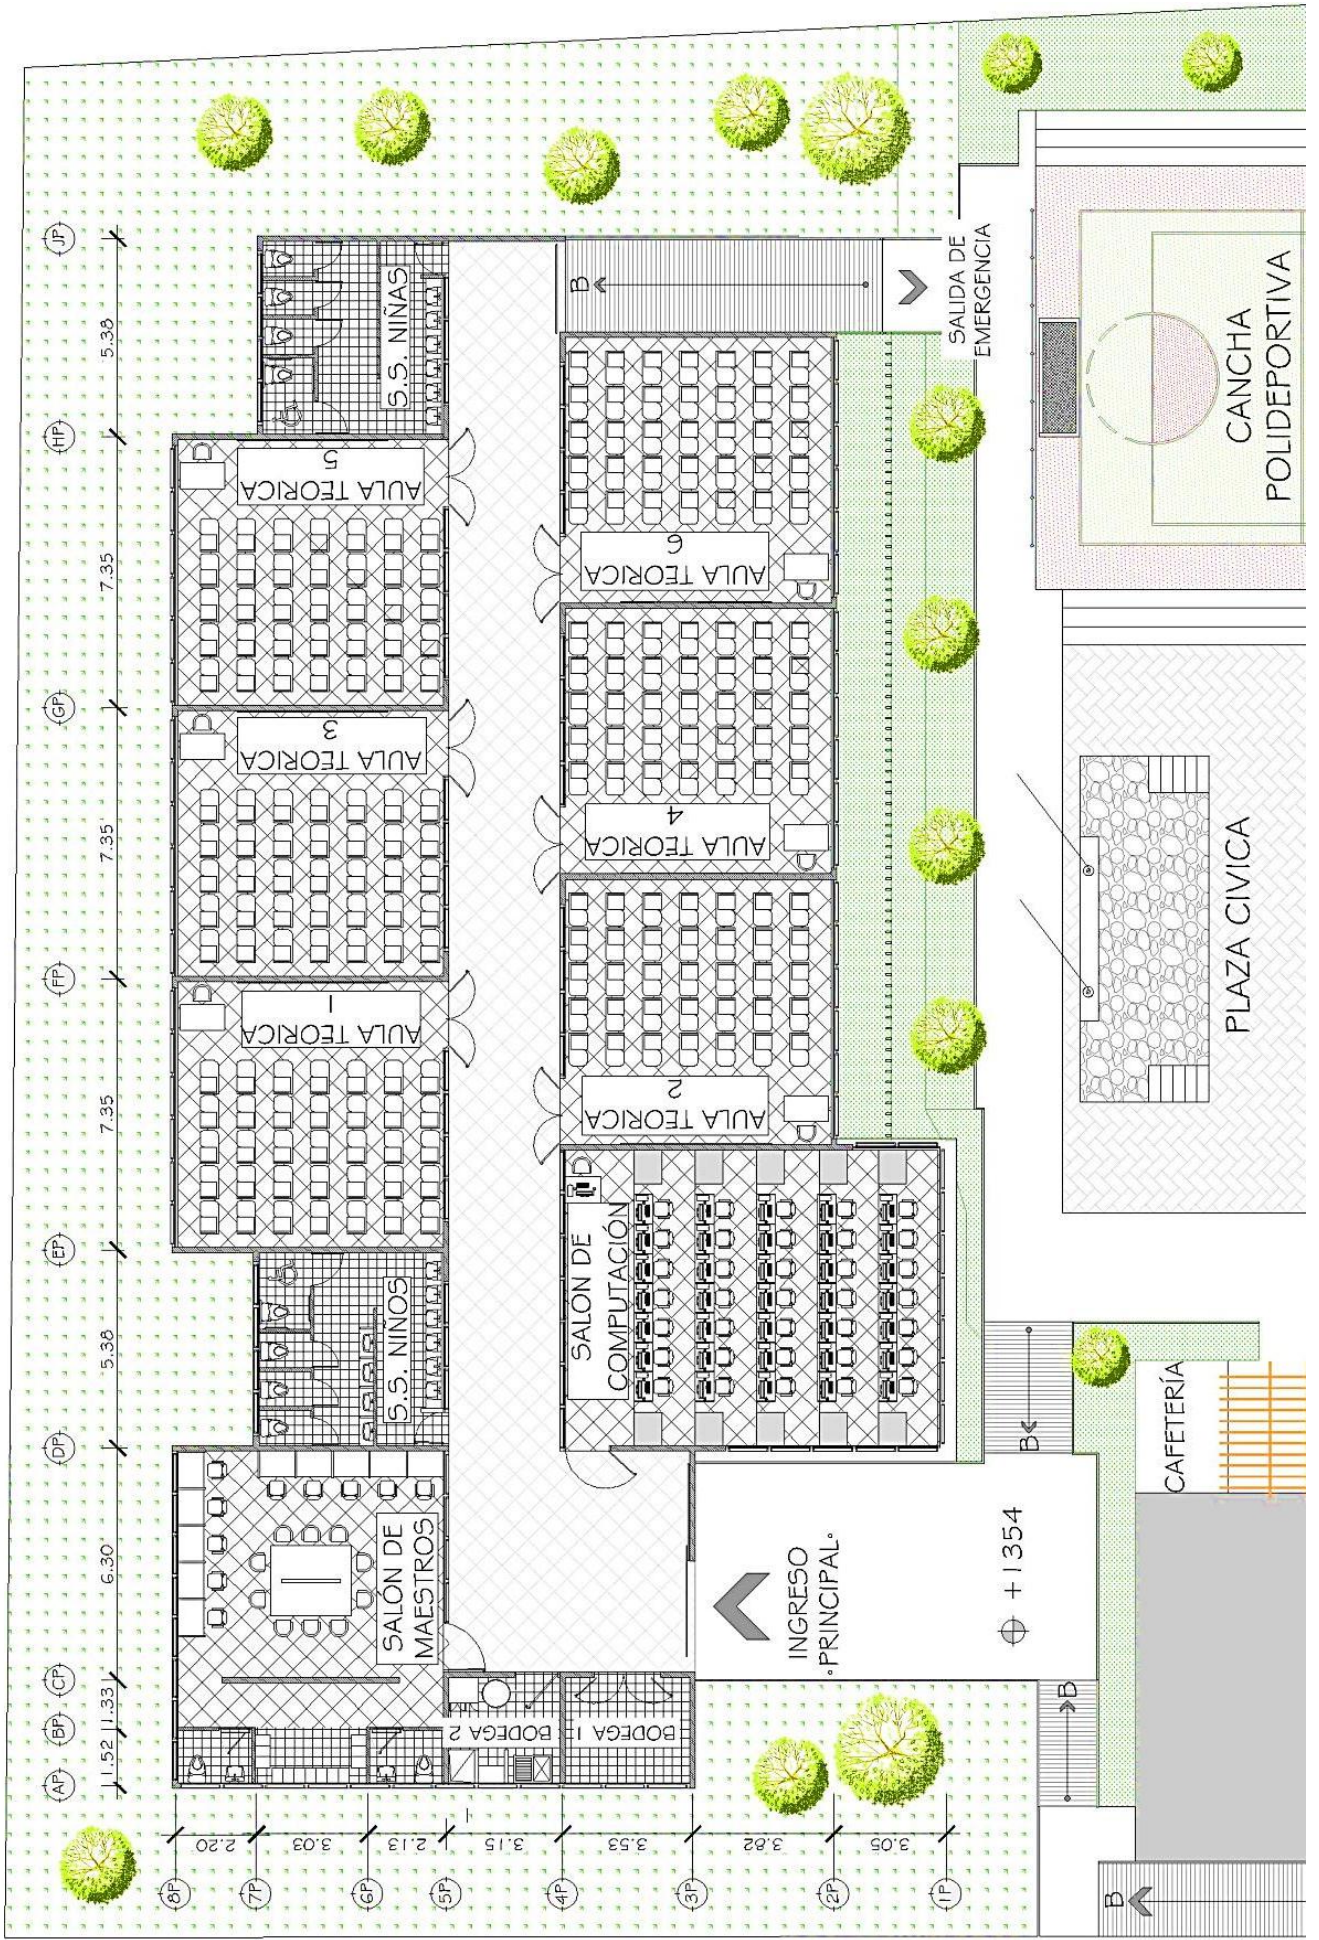 JP
HP
GP
FP
EP
DP
CP
BP
AP
5.38
7.35
7.35
7.35
5.38
6.30
1.33
1.52
8P
7P
6P
5P
4P
3P
2P
1P
2.20
3.03
2.13
3.15
3.53
3.82
3.05
S.S. NIÑAS
AULA TEORICA
5
AULA TEORICA
3
AULA TEORICA
1
S.S. NIÑOS
SALÓN DE
MAESTROS
BODEGA 2
BODEGA 1
AULA TEORICA
6
AULA TEORICA
4
AULA TEORICA
2
SALÓN DE
COMPUTACIÓN
B
SALIDA DE
EMERGENCIA
CANCHA
POLIDEPORTIVA
PLAZA CIVICA
B
CAFETERÍA
INGRESO
.PRINCIPAL.
+1354
B
B